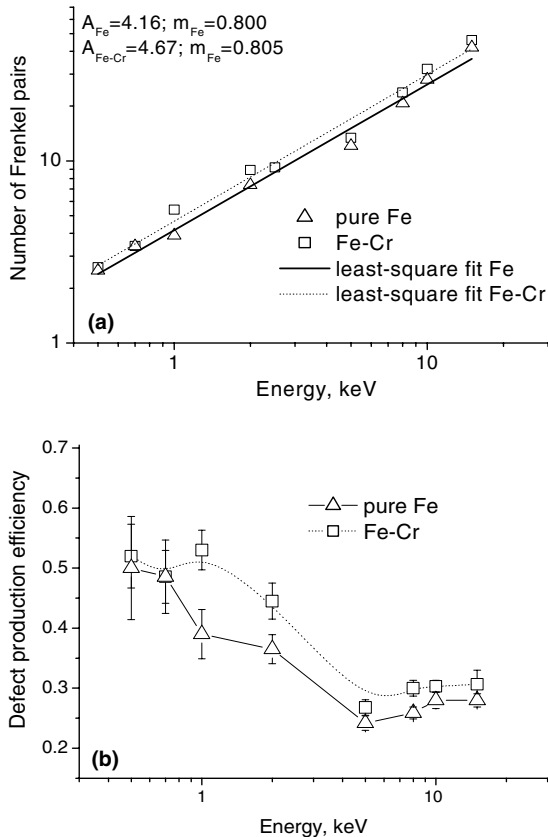 A_Fe=4.16; m_Fe=0.800
A_Fe-Cr=4.67; m_Fe=0.805
Number of Frenkel pairs
10
1
pure Fe
Fe-Cr
least-square fit Fe
least-square fit Fe-Cr
(a)
1
10
Energy, keV
Defect production efficiency
0.7
0.6
0.5
0.4
0.3
0.2
pure Fe
Fe-Cr
(b)
1
10
Energy, keV